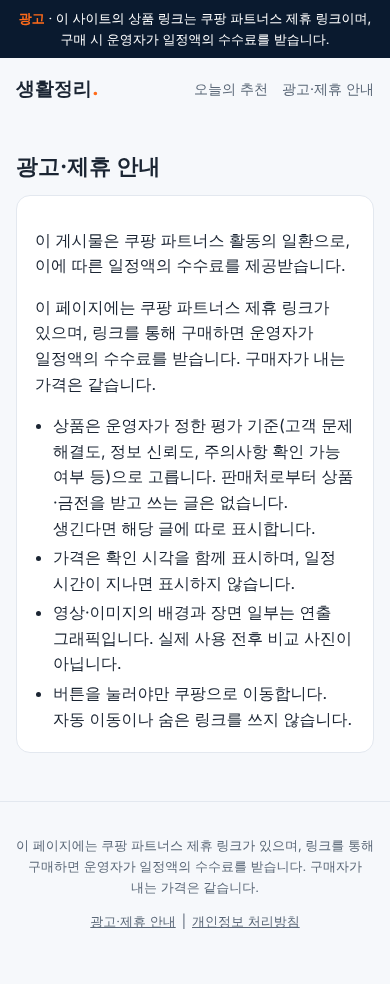 광고 · 이 사이트의 상품 링크는 쿠팡 파트너스 제휴 링크이며,
구매 시 운영자가 일정액의 수수료를 받습니다.
생활정리.
오늘의 추천 광고·제휴 안내
광고·제휴 안내
이 게시물은 쿠팡 파트너스 활동의 일환으로,
이에 따른 일정액의 수수료를 제공받습니다.
이 페이지에는 쿠팡 파트너스 제휴 링크가
있으며, 링크를 통해 구매하면 운영자가
일정액의 수수료를 받습니다. 구매자가 내는
가격은 같습니다.
• 상품은 운영자가 정한 평가 기준(고객 문제
해결도, 정보 신뢰도, 주의사항 확인 가능
여부 등)으로 고릅니다. 판매처로부터 상품
·금전을 받고 쓰는 글은 없습니다.
생긴다면 해당 글에 따로 표시합니다.
• 가격은 확인 시각을 함께 표시하며, 일정
시간이 지나면 표시하지 않습니다.
• 영상·이미지의 배경과 장면 일부는 연출
그래픽입니다. 실제 사용 전후 비교 사진이
아닙니다.
• 버튼을 눌러야만 쿠팡으로 이동합니다.
자동 이동이나 숨은 링크를 쓰지 않습니다.
이 페이지에는 쿠팡 파트너스 제휴 링크가 있으며, 링크를 통해
구매하면 운영자가 일정액의 수수료를 받습니다. 구매자가
내는 가격은 같습니다.
광고·제휴 안내 | 개인정보 처리방침